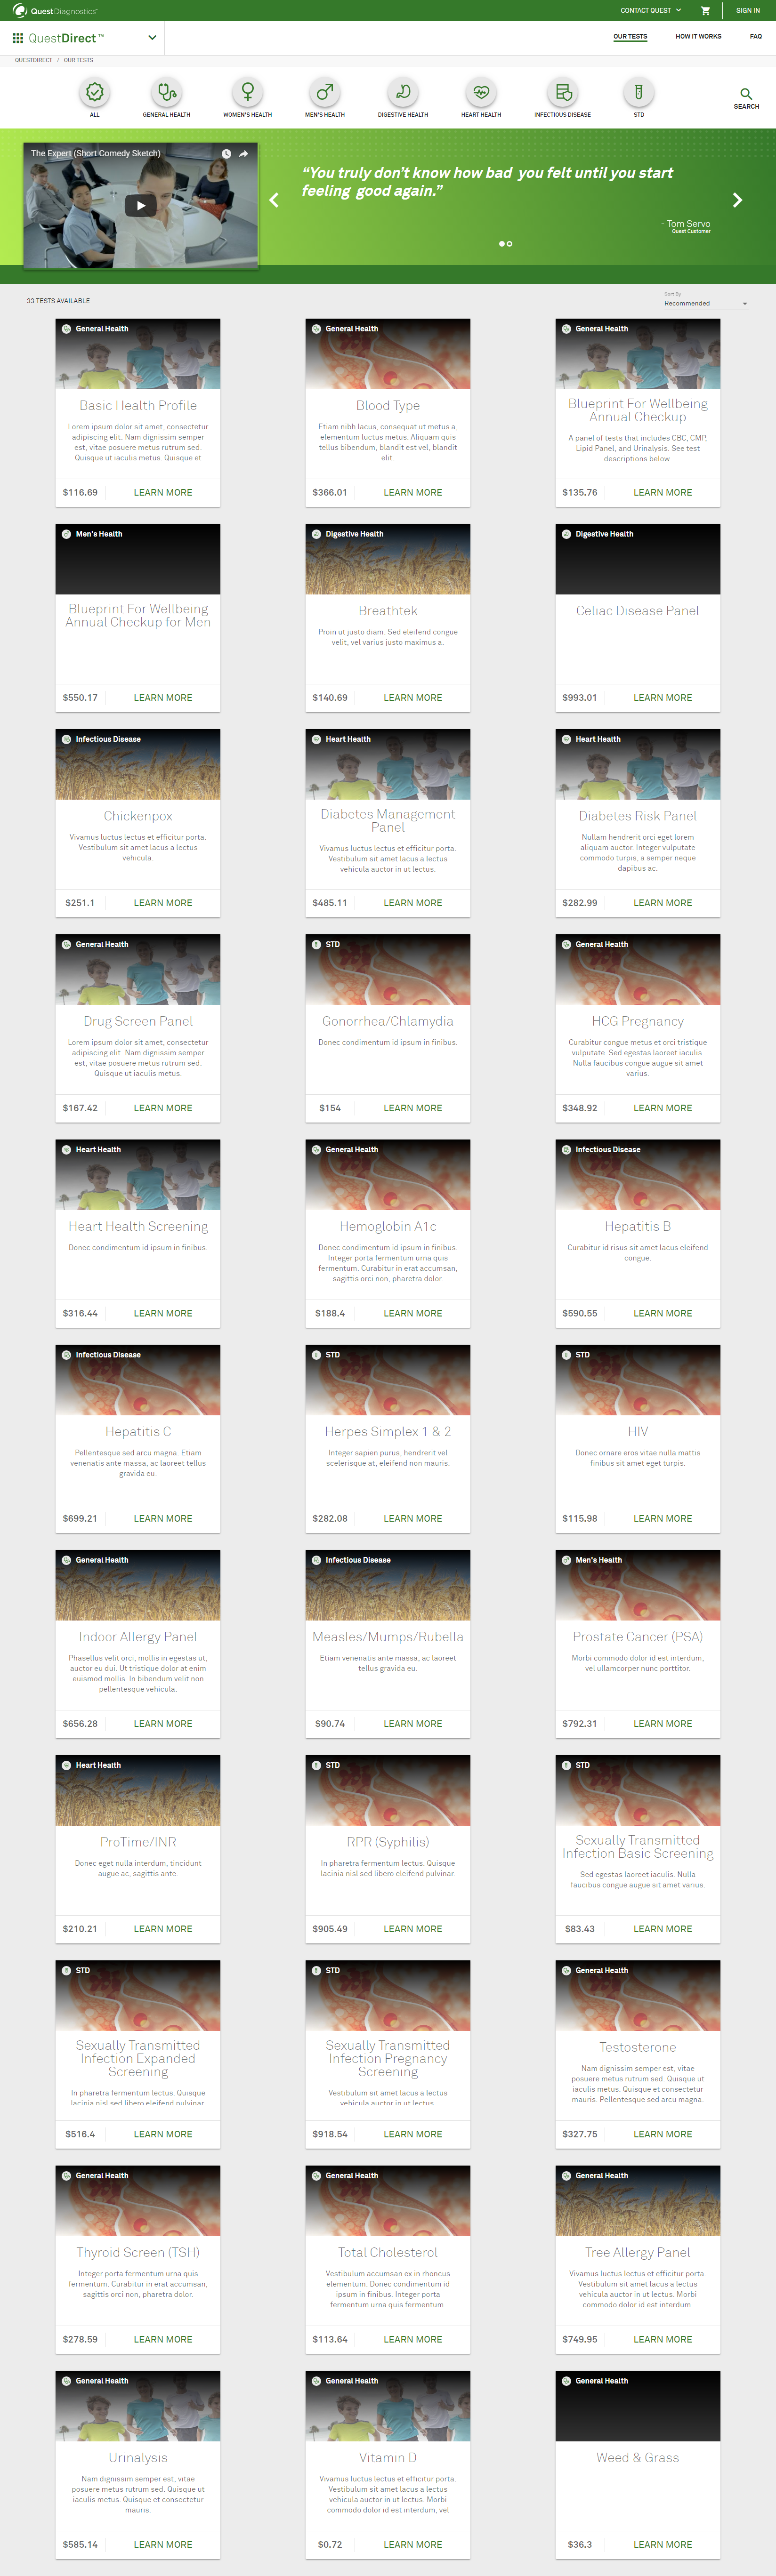 QuestDiagnostics
CONTACT QUEST
SIGN IN
QuestDirect™
OUR TESTS
HOW IT WORKS
FAQ
QUESTDIRECT / OUR TESTS
ALL
GENERAL HEALTH
WOMEN'S HEALTH
MEN'S HEALTH
DIGESTIVE HEALTH
HEART HEALTH
INFECTIOUS DISEASE
STD
SEARCH
The Expert (Short Comedy Sketch)
“You truly don’t know how bad you felt until you start
feeling good again.”
- Tom Servo
Quest Customer
33 TESTS AVAILABLE
Sort By
Recommended
General Health
Basic Health Profile
Lorem ipsum dolor sit amet, consectetur
adipiscing elit. Nam dignissim semper
est, vitae posuere metus rutrum sed.
Quisque ut iaculis metus. Quisque et
$116.69
LEARN MORE
General Health
Blood Type
Etiam nibh lacus, consequat ut metus a,
elementum luctus metus. Aliquam quis
tellus bibendum, blandit est vel, blandit
elit.
$366.01
LEARN MORE
General Health
Blueprint For Wellbeing
Annual Checkup
A panel of tests that includes CBC, CMP,
Lipid Panel, and Urinalysis. See test
descriptions below.
$135.76
LEARN MORE
Men's Health
Blueprint For Wellbeing
Annual Checkup for Men
$550.17
LEARN MORE
Digestive Health
Breathtek
Proin ut justo diam. Sed eleifend congue
velit, vel varius justo maximus a.
$140.69
LEARN MORE
Digestive Health
Celiac Disease Panel
$993.01
LEARN MORE
Infectious Disease
Chickenpox
Vivamus luctus lectus et efficitur porta.
Vestibulum sit amet lacus a lectus
vehicula.
$251.1
LEARN MORE
Heart Health
Diabetes Management
Panel
Vivamus luctus lectus et efficitur porta.
Vestibulum sit amet lacus a lectus
vehicula auctor in ut lectus.
$485.11
LEARN MORE
Heart Health
Diabetes Risk Panel
Nullam hendrerit orci eget lorem
aliquam auctor. Integer vulputate
commodo turpis, a semper neque
dapibus ac.
$282.99
LEARN MORE
General Health
Drug Screen Panel
Lorem ipsum dolor sit amet, consectetur
adipiscing elit. Nam dignissim semper
est, vitae posuere metus rutrum sed.
Quisque ut iaculis metus.
$167.42
LEARN MORE
STD
Gonorrhea/Chlamydia
Donec condimentum id ipsum in finibus.
$154
LEARN MORE
General Health
HCG Pregnancy
Curabitur congue metus et orci tristique
vulputate. Sed egestas laoreet iaculis.
Nulla faucibus congue augue sit amet
varius.
$348.92
LEARN MORE
Heart Health
Heart Health Screening
Donec condimentum id ipsum in finibus.
$316.44
LEARN MORE
General Health
Hemoglobin A1c
Donec condimentum id ipsum in finibus.
Integer porta fermentum urna quis
fermentum. Curabitur in erat accumsan,
sagittis orci non, pharetra dolor.
$188.4
LEARN MORE
Infectious Disease
Hepatitis B
Curabitur id risus sit amet lacus eleifend
congue.
$590.55
LEARN MORE
Infectious Disease
Hepatitis C
Pellentesque sed arcu magna. Etiam
venenatis ante massa, ac laoreet tellus
gravida eu.
$699.21
LEARN MORE
STD
Herpes Simplex 1 & 2
Integer sapien purus, hendrerit vel
scelerisque at, eleifend non mauris.
$282.08
LEARN MORE
STD
HIV
Donec ornare eros vitae nulla mattis
finibus sit amet eget turpis.
$115.98
LEARN MORE
General Health
Indoor Allergy Panel
Phasellus velit orci, mollis in egestas ut,
auctor eu dui. Ut tristique dolor at enim
euismod mollis. In bibendum velit non
pellentesque vehicula.
$656.28
LEARN MORE
Infectious Disease
Measles/Mumps/Rubella
Etiam venenatis ante massa, ac laoreet
tellus gravida eu.
$90.74
LEARN MORE
Men's Health
Prostate Cancer (PSA)
Morbi commodo dolor id est interdum,
vel ullamcorper nunc porttitor.
$792.31
LEARN MORE
Heart Health
ProTime/INR
Donec eget nulla interdum, tincidunt
augue ac, sagittis ante.
$210.21
LEARN MORE
STD
RPR (Syphilis)
In pharetra fermentum lectus. Quisque
lacinia nisl sed libero eleifend pulvinar.
$905.49
LEARN MORE
STD
Sexually Transmitted
Infection Basic Screening
Sed egestas laoreet iaculis. Nulla
faucibus congue augue sit amet varius.
$83.43
LEARN MORE
STD
Sexually Transmitted
Infection Expanded
Screening
In pharetra fermentum lectus. Quisque
lacinia nisl sed libero eleifend pulvinar.
$516.4
LEARN MORE
STD
Sexually Transmitted
Infection Pregnancy
Screening
Vestibulum sit amet lacus a lectus
vehicula auctor in ut lectus.
$918.54
LEARN MORE
General Health
Testosterone
Nam dignissim semper est, vitae
posuere metus rutrum sed. Quisque ut
iaculis metus. Quisque et consectetur
mauris. Pellentesque sed arcu magna.
$327.75
LEARN MORE
General Health
Thyroid Screen (TSH)
Integer porta fermentum urna quis
fermentum. Curabitur in erat accumsan,
sagittis orci non, pharetra dolor.
$278.59
LEARN MORE
General Health
Total Cholesterol
Vestibulum accumsan ex in rhoncus
elementum. Donec condimentum id
ipsum in finibus. Integer porta
fermentum urna quis fermentum.
$113.64
LEARN MORE
General Health
Tree Allergy Panel
Vivamus luctus lectus et efficitur porta.
Vestibulum sit amet lacus a lectus
vehicula auctor in ut lectus. Morbi
commodo dolor id est interdum.
$749.95
LEARN MORE
General Health
Urinalysis
Nam dignissim semper est, vitae
posuere metus rutrum sed. Quisque ut
iaculis metus. Quisque et consectetur
mauris.
$585.14
LEARN MORE
General Health
Vitamin D
Vivamus luctus lectus et efficitur porta.
Vestibulum sit amet lacus a lectus
vehicula auctor in ut lectus. Morbi
commodo dolor id est interdum, vel
$0.72
LEARN MORE
General Health
Weed & Grass
$36.3
LEARN MORE